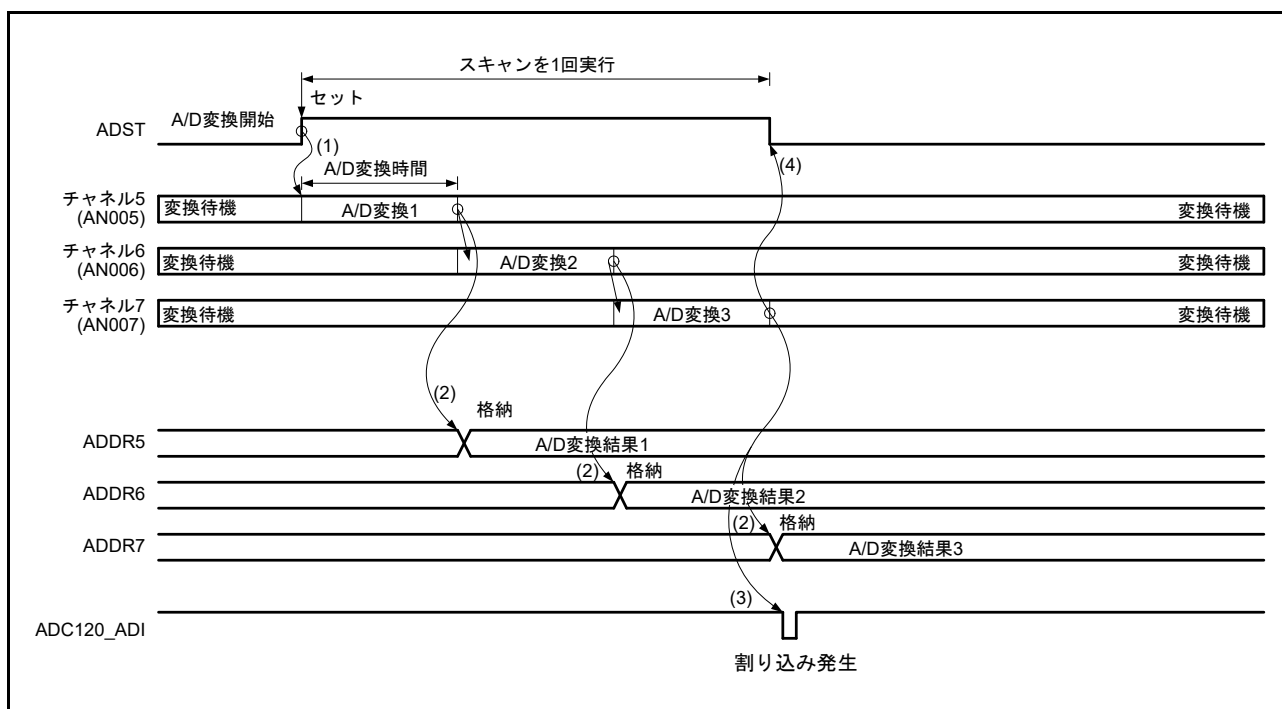 スキャンを1回実行
セット
ADST
A/D変換開始
(1)
(4)
A/D変換時間
チャネル5
(AN005)
変換待機
A/D変換1
変換待機
チャネル6
(AN006)
変換待機
A/D変換2
変換待機
チャネル7
(AN007)
変換待機
A/D変換3
変換待機
(2)
格納
ADDR5
A/D変換結果1
(2)
格納
ADDR6
A/D変換結果2
(2)
格納
ADDR7
A/D変換結果3
(3)
ADC120_ADI
割り込み発生